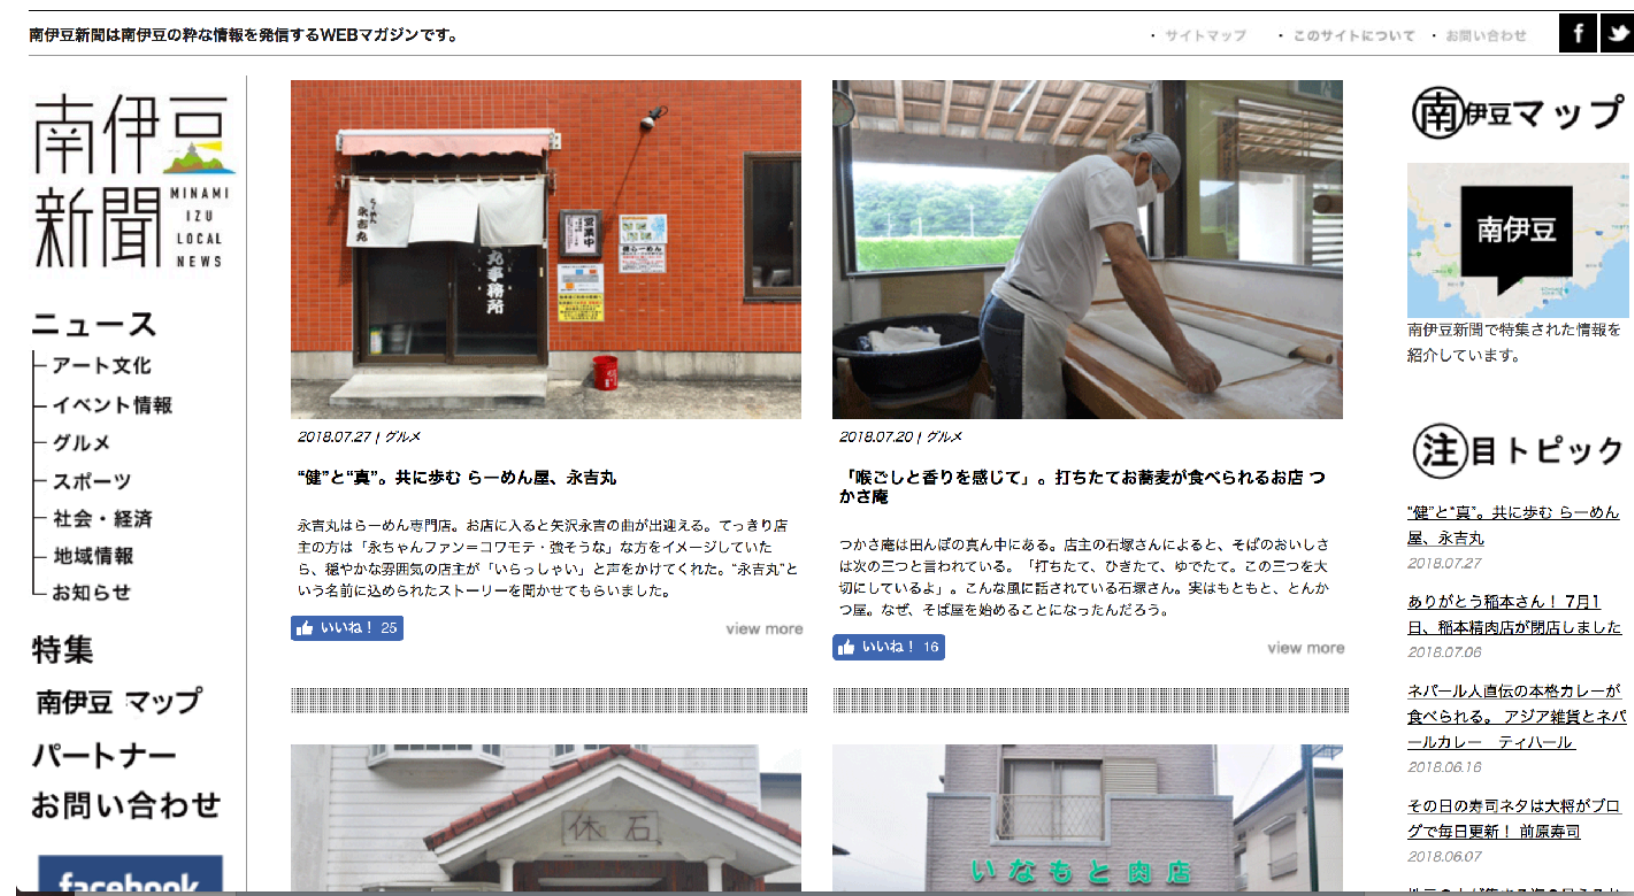 南伊豆新聞は南伊豆の粋な情報を発信するWEBマガジンです。
・ サイトマップ
・ このサイトについて
・ お問い合わせ
南伊豆
新聞
MINAMI
IZU
LOCAL
NEWS
ニュース
アート文化
イベント情報
グルメ
スポーツ
社会・経済
地域情報
お知らせ
特集
南伊豆 マップ
パートナー
お問い合わせ
facebook
らーめん
永吉丸
丸事務所
営業中
2018.07.27 | グルメ
“健”と“真”。共に歩む らーめん屋、永吉丸
永吉丸はらーめん専門店。お店に入ると矢沢永吉の曲が出迎える。てっきり店
主の方は「永ちゃんファン＝コワモテ・強そうな」な方をイメージしていた
ら、穏やかな雰囲気の店主が「いらっしゃい」と声をかけてくれた。“永吉丸”と
いう名前に込められたストーリーを聞かせてもらいました。
いいね！ 25
view more
2018.07.20 | グルメ
「喉ごしと香りを感じて」。打ちたてお蕎麦が食べられるお店 つ
かさ庵
つかさ庵は田んぼの真ん中にある。店主の石塚さんによると、そばのおいしさ
は次の三つと言われている。「打ちたて、ひきたて、ゆでたて。この三つを大
切にしているよ」。こんな風に話されている石塚さん。実はもともと、とんか
つ屋。なぜ、そば屋を始めることになったんだろう。
いいね！ 16
view more
休石
いなもと肉店
南伊豆マップ
南伊豆
南伊豆新聞で特集された情報を
紹介しています。
注目トピック
“健”と“真”。共に歩む らーめん
屋、永吉丸
2018.07.27
ありがとう稲本さん！ 7月1
日、稲本精肉店が閉店しました
2018.07.06
ネパール人直伝の本格カレーが
食べられる。 アジア雑貨とネパ
ールカレー　ティハール
2018.06.16
その日の寿司ネタは大将がブロ
グで毎日更新！ 前原寿司
2018.06.07